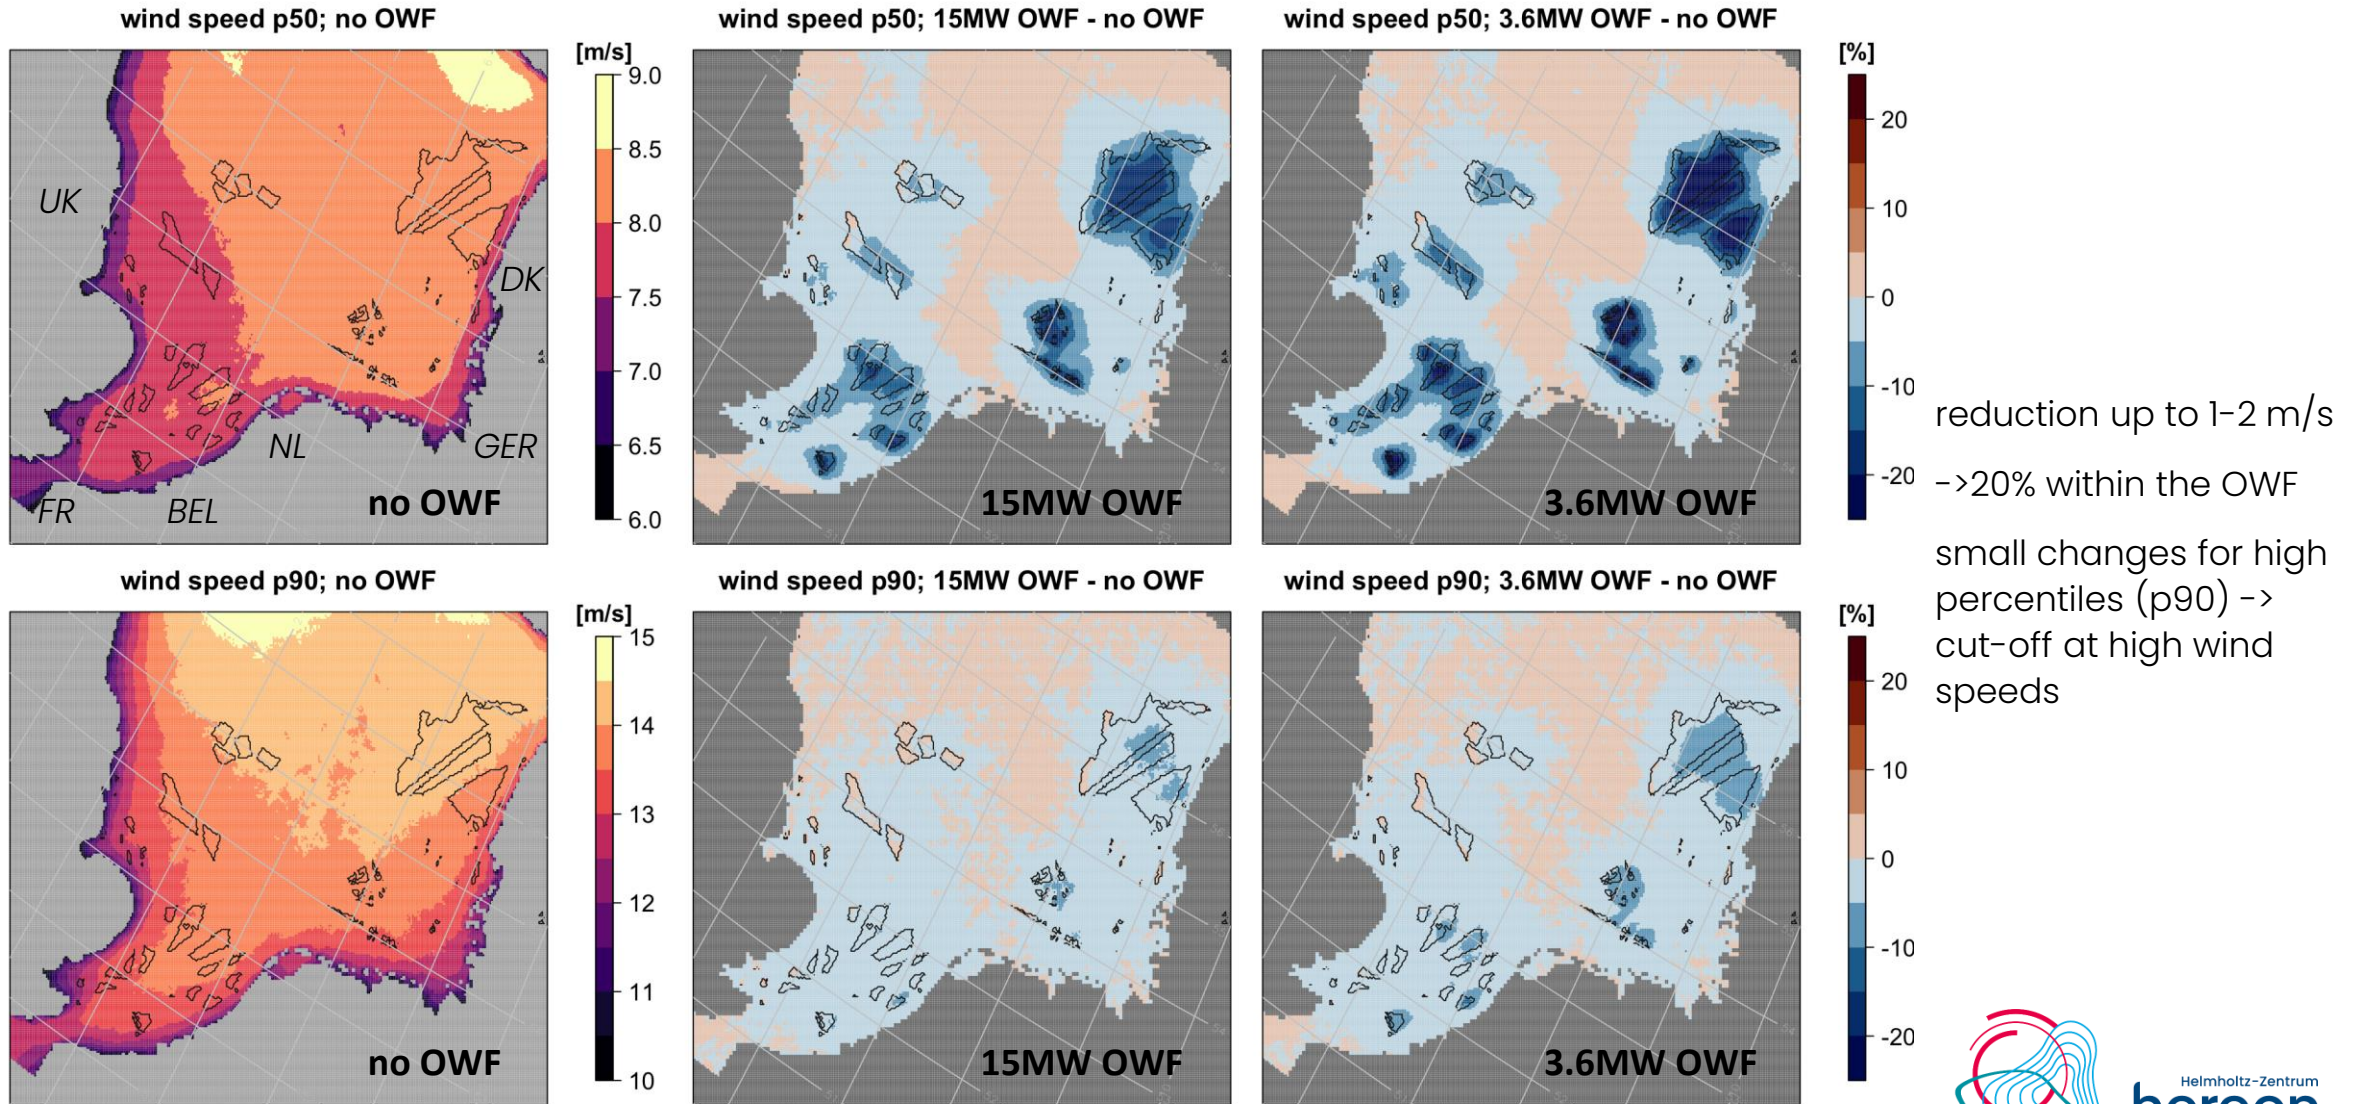 wind speed p50; no OWF
wind speed p50; 15MW OWF - no OWF
wind speed p50; 3.6MW OWF - no OWF
[m/s]
9.0
8.5
8.0
7.5
7.0
6.5
6.0
UK
DK
NL
GER
FR
BEL
no OWF
15MW OWF
3.6MW OWF
[%]
20
10
0
-10
-20
reduction up to 1-2 m/s
->20% within the OWF
small changes for high
percentiles (p90) ->
cut-off at high wind
speeds
wind speed p90; no OWF
wind speed p90; 15MW OWF - no OWF
wind speed p90; 3.6MW OWF - no OWF
[m/s]
15
14
13
12
11
10
no OWF
15MW OWF
3.6MW OWF
[%]
20
10
0
-10
-20
Helmholtz-Zentrum
hereon